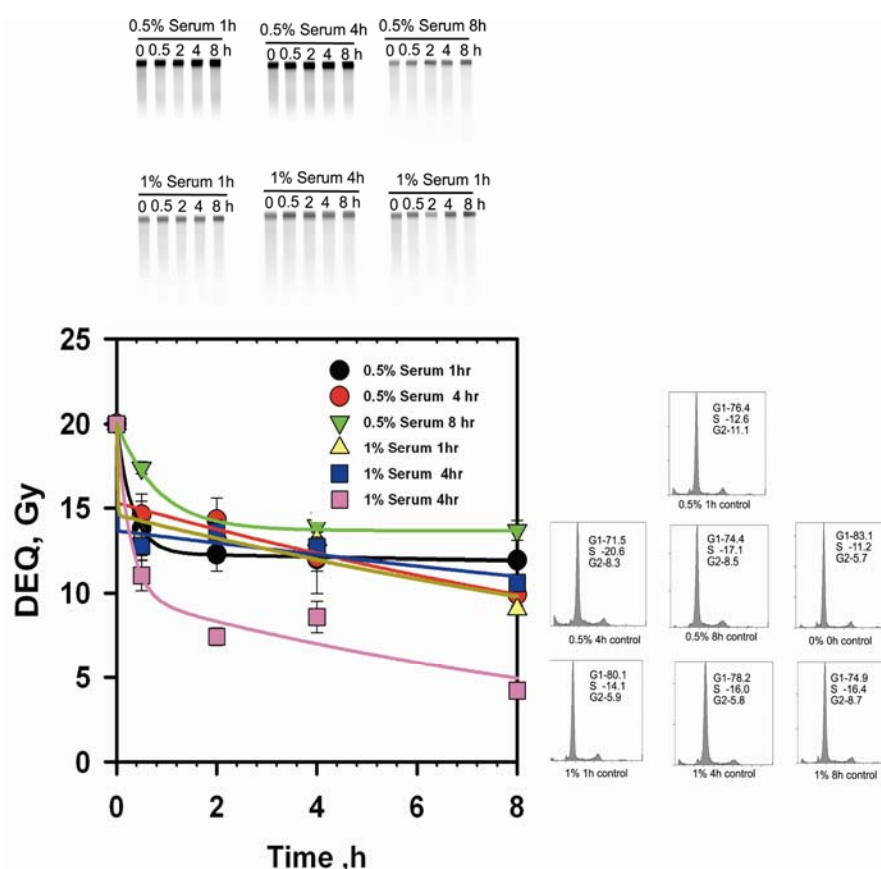 0.5% Serum 1h
0 0.5 2 4 8 h
0.5% Serum 4h
0 0.5 2 4 8 h
0.5% Serum 8h
0 0.5 2 4 8 h
1% Serum 1h
0 0.5 2 4 8 h
1% Serum 4h
0 0.5 2 4 8 h
1% Serum 1h
0 0.5 2 4 8 h
25
20
15
10
5
0
DEQ, Gy
0 2 4 6 8
Time ,h
0.5% Serum 1hr
0.5% Serum 4 hr
0.5% Serum 8 hr
1% Serum 1hr
1% Serum 4hr
1% Serum 4hr
G1-76.4
S -12.6
G2-11.1
0.5% 1h control
G1-71.5
S -20.6
G2-8.3
0.5% 4h control
G1-74.4
S -17.1
G2-8.5
0.5% 8h control
G1-83.1
S -11.2
G2-5.7
0% 0h control
G1-80.1
S -14.1
G2-5.9
1% 1h control
G1-78.2
S -16.0
G2-5.8
1% 4h control
G1-74.9
S -16.4
G2-8.7
1% 8h control